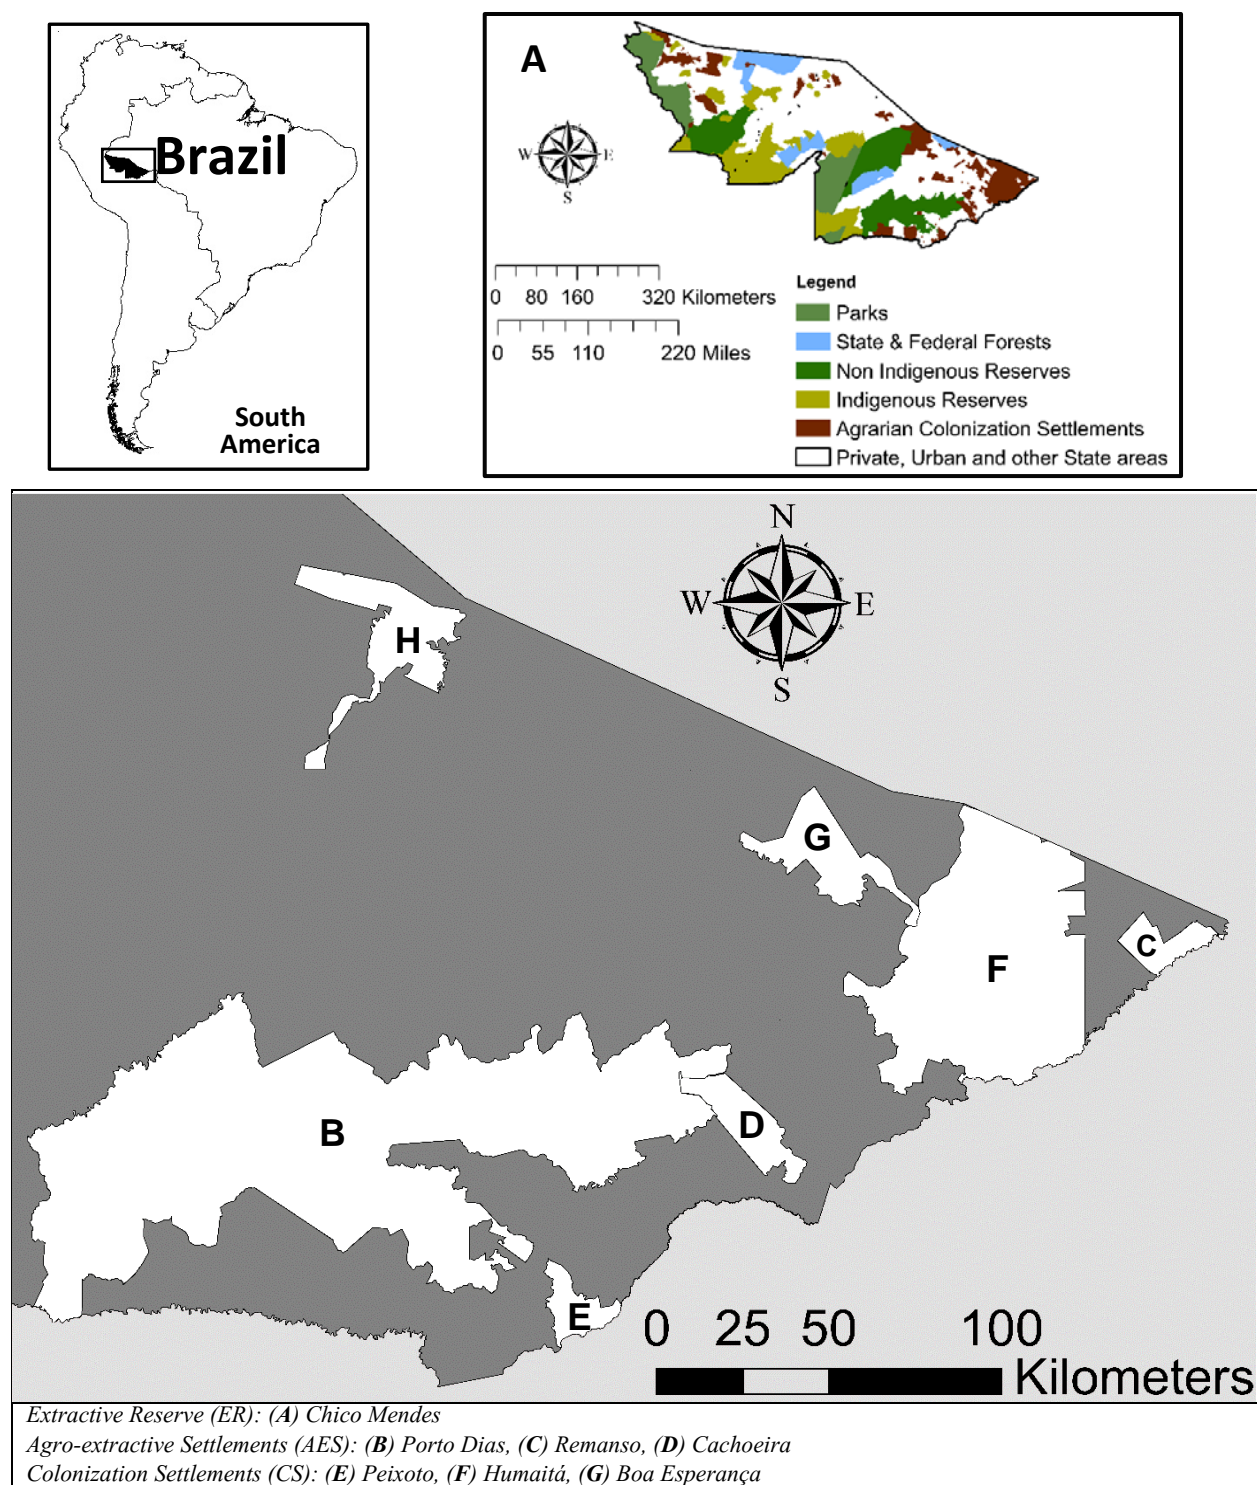 Brazil
South
America
A
N
W
E
S
0 80 160 320 Kilometers
0 55 110 220 Miles
Legend
Parks
State & Federal Forests
Non Indigenous Reserves
Indigenous Reserves
Agrarian Colonization Settlements
Private, Urban and other State areas
N
W
E
S
H
G
F
C
B
D
E
0 25 50 100
Kilometers
Extractive Reserve (ER): (A) Chico Mendes
Agro-extractive Settlements (AES): (B) Porto Dias, (C) Remanso, (D) Cachoeira
Colonization Settlements (CS): (E) Peixoto, (F) Humaitá, (G) Boa Esperança